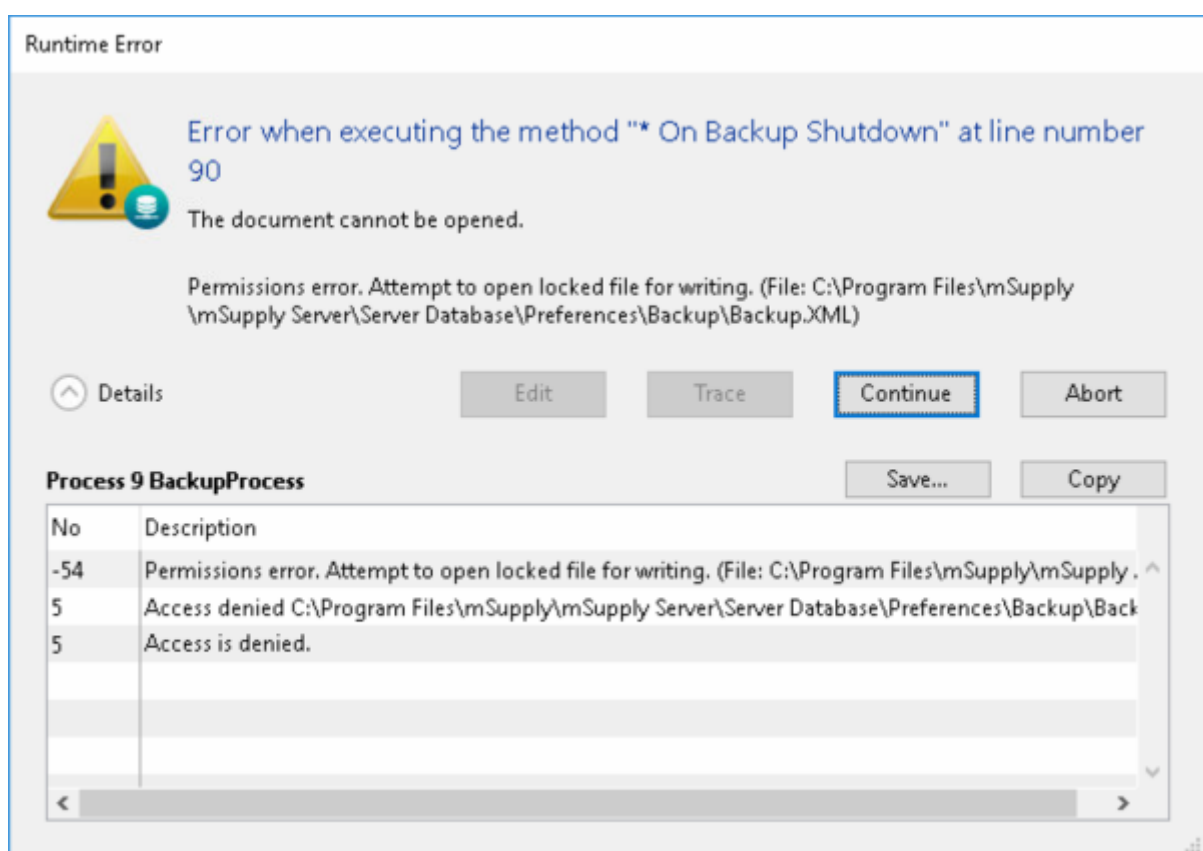 Runtime Error
Error when executing the method "* On Backup Shutdown" at line number
90
The document cannot be opened.
Permissions error. Attempt to open locked file for writing. (File: C:\Program Files\mSupply
\mSupply Server\Server Database\Preferences\Backup\Backup.XML)
Details
Edit
Trace
Continue
Abort
Process 9 BackupProcess
Save...
Copy
No Description
-54 Permissions error. Attempt to open locked file for writing. (File: C:\Program Files\mSupply\mSupply .
5 Access denied C:\Program Files\mSupply\mSupply Server\Server Database\Preferences\Backup\Back
5 Access is denied.